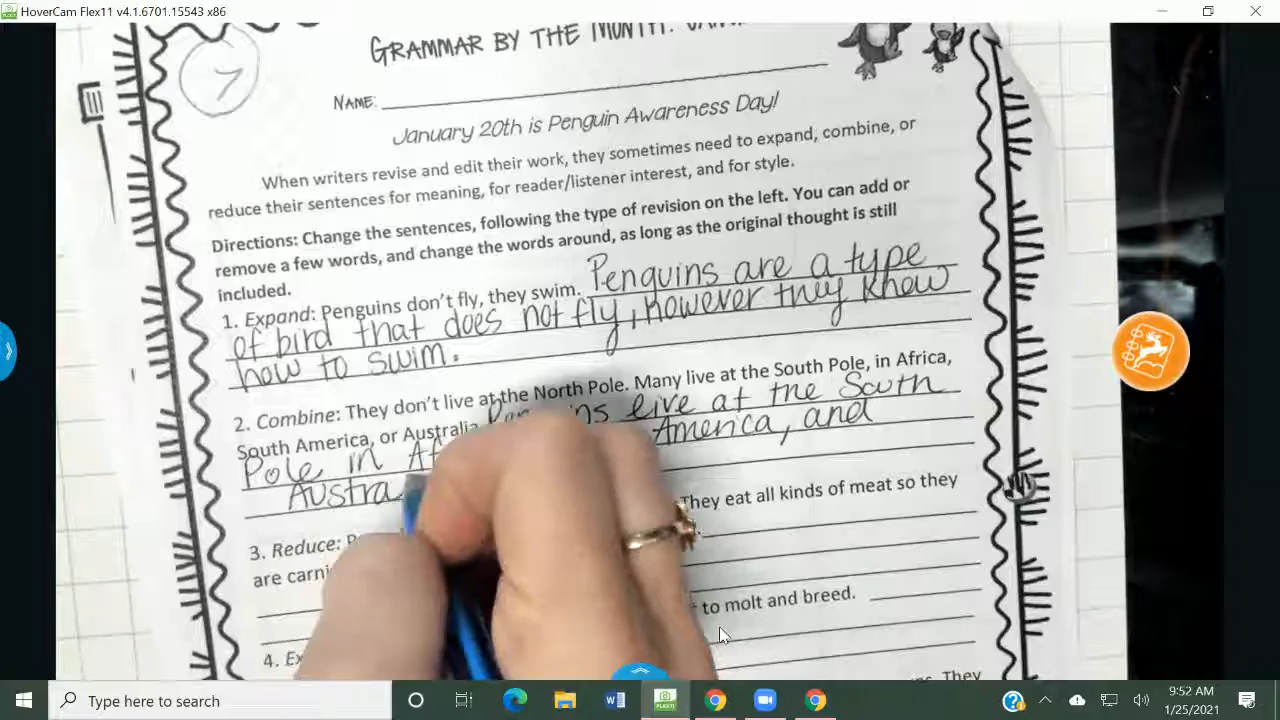 HoverCam Flex11 v4.1.6701.15543 x86
7
GRAMMAR BY THE MONTH:
NAME:
January 20th is Penguin Awareness Day!
When writers revise and edit their work, they sometimes need to expand, combine, or
reduce their sentences for meaning, for reader/listener interest, and for style.
Directions: Change the sentences, following the type of revision on the left. You can add or
remove a few words, and change the words around, as long as the original thought is still
included.
1. Expand: Penguins don't fly, they swim. Penguins are a type
of bird that does not fly, however they know
how to swim.
2. Combine: They don't live at the North Pole. Many live at the South Pole, in Africa,
South America, or Australia live at the South
Pole in America, and
Austra
3. Reduce: They eat all kinds of meat so they
are
4. to molt and breed.
They
Type here to search
9:52 AM
1/25/2021